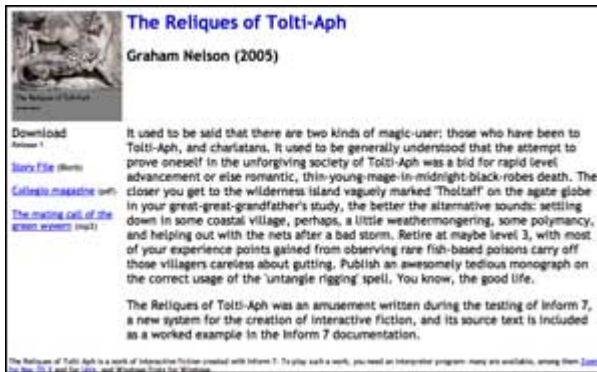 The Reliques of Tolti-Aph
Graham Nelson (2005)
The Reliques of Tolti-Aph
Download
Release 1
Story File (Blorb)
Collegio magazine (pdf)
The mating call of the
green wyvern (mp3)
It used to be said that there are two kinds of magic-user: those who have been to
Tolti-Aph, and charlatans. It used to be generally understood that the attempt to
prove oneself in the unforgiving society of Tolti-Aph was a bid for rapid level
advancement or else romantic, thin-young-mage-in-midnight-black-robes death. The
closer you get to the wilderness island vaguely marked 'Tholtaff' on the agate globe
in your great-great-grandfather's study, the better the alternative sounds: settling
down in some coastal village, perhaps, a little weathermongering, some polymancy,
and helping out with the nets after a bad storm. Retire at maybe level 3, with most
of your experience points gained from observing rare fish-based poisons carry off
those villagers careless about gutting. Publish an awesomely tedious monograph on
the correct usage of the 'untangle rigging' spell. You know, the good life.
The Reliques of Tolti-Aph was an amusement written during the testing of Inform 7,
a new system for the creation of interactive fiction, and its source text is included
as a worked example in the Inform 7 documentation.
The Reliques of Tolti-Aph is a work of interactive fiction created with Inform 7. To play such a work, you need an interpreter program: many are available, among them Zoom
for Mac OS X and for Unix, and Windows Frotz for Windows.